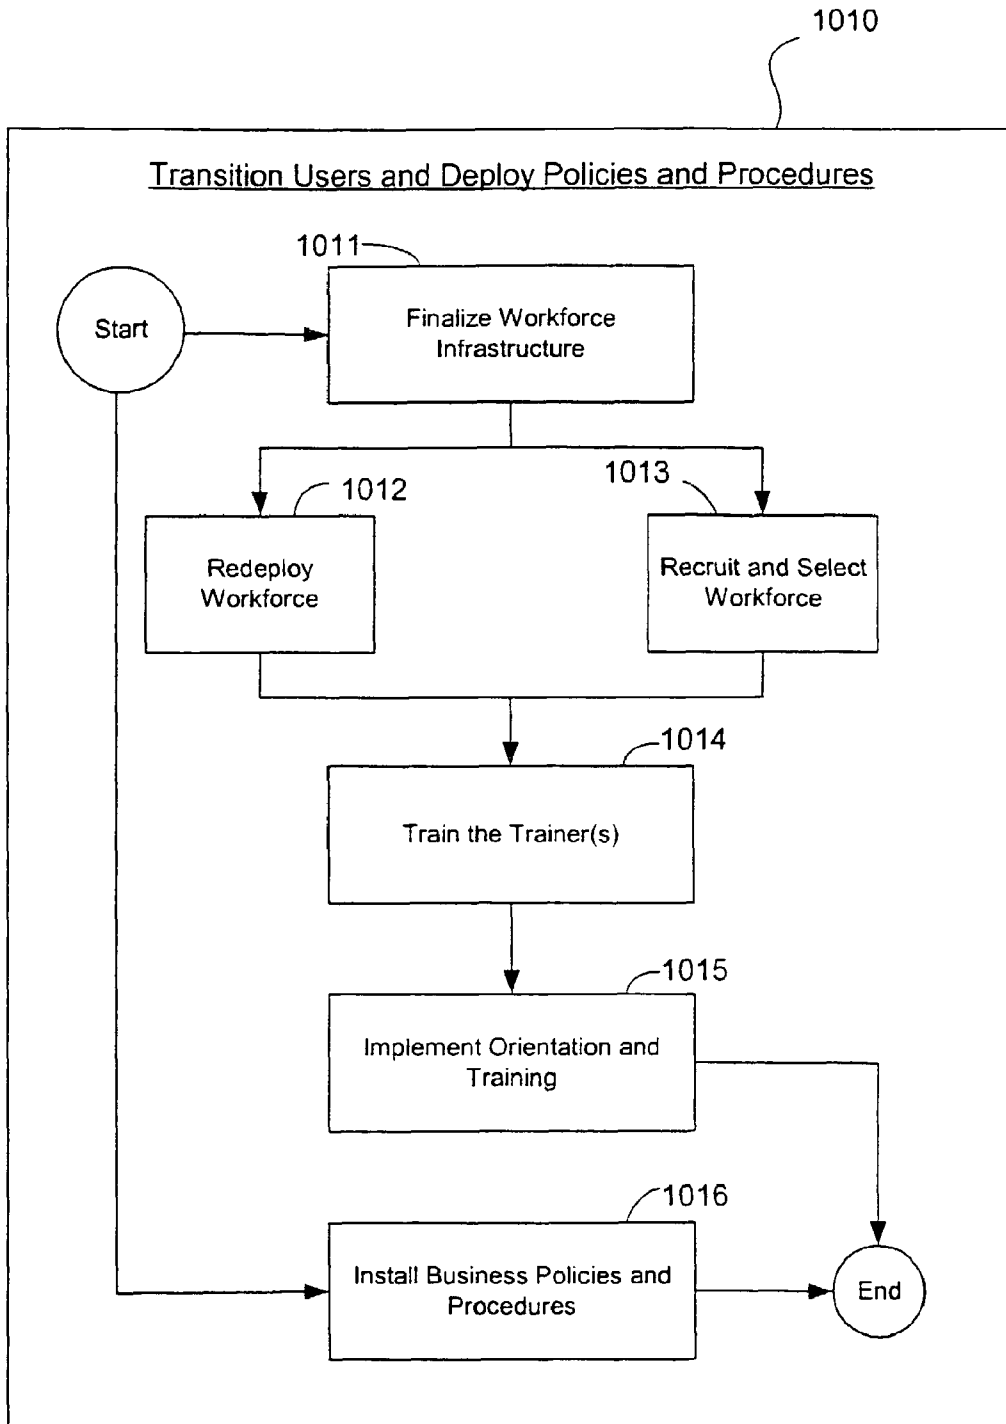 1010
Transition Users and Deploy Policies and Procedures
1011
Start
Finalize Workforce
Infrastructure
1012
1013
Redeploy
Workforce
Recruit and Select
Workforce
1014
Train the Trainer(s)
1015
Implement Orientation and
Training
1016
Install Business Policies and
Procedures
End